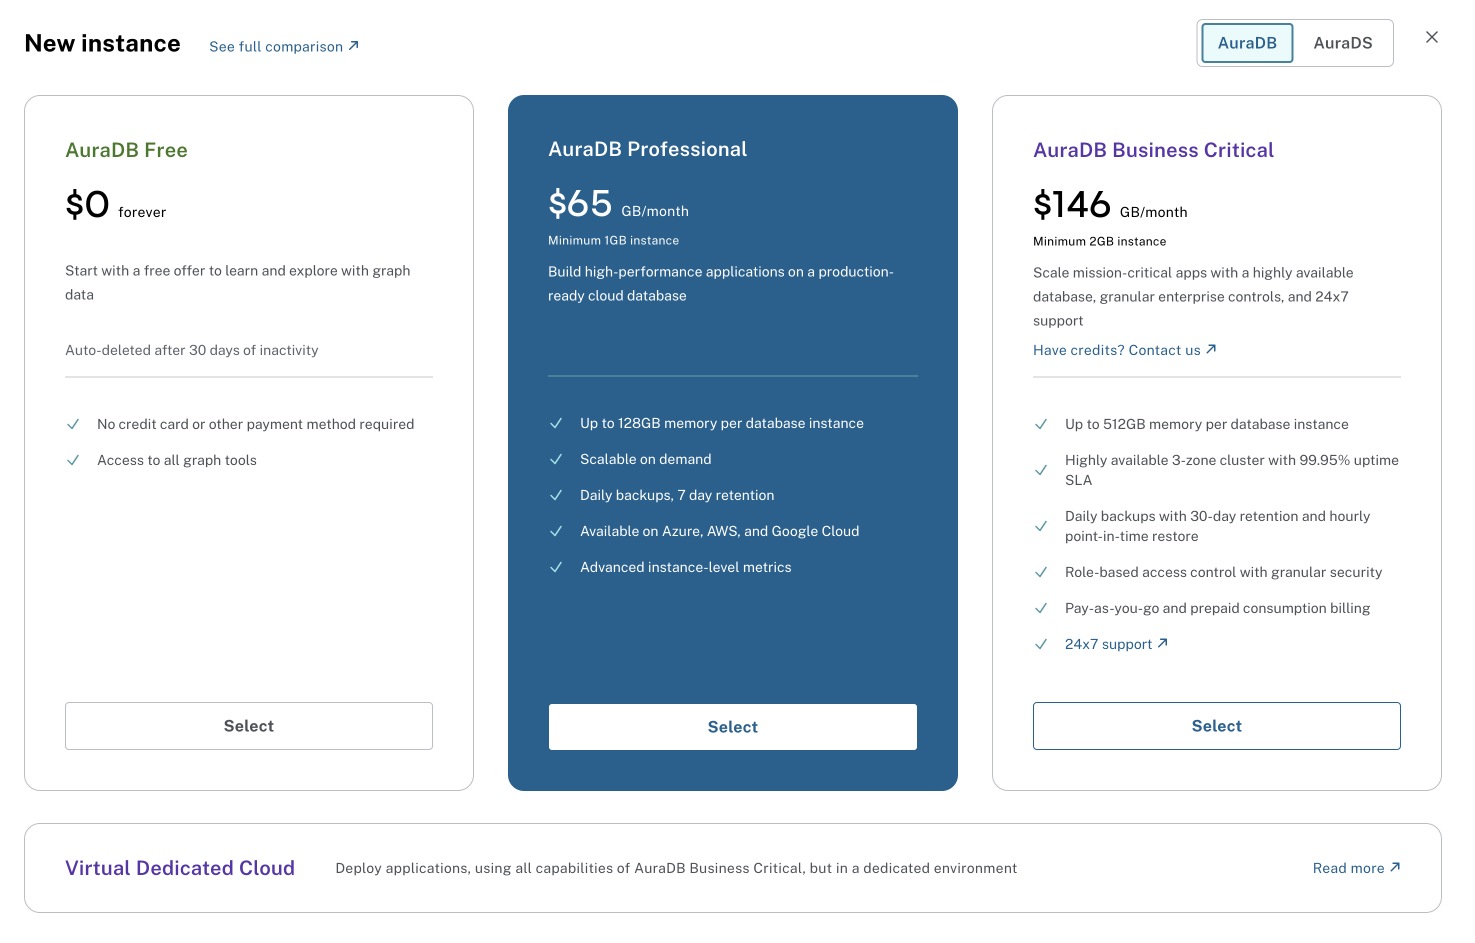 New instance
See full comparison
AuraDB
AuraDS
AuraDB Free
$0 forever
Start with a free offer to learn and explore with graph
data
Auto-deleted after 30 days of inactivity
No credit card or other payment method required
Access to all graph tools
Select
AuraDB Professional
$65 GB/month
Minimum 1GB instance
Build high-performance applications on a production-
ready cloud database
Up to 128GB memory per database instance
Scalable on demand
Daily backups, 7 day retention
Available on Azure, AWS, and Google Cloud
Advanced instance-level metrics
Select
AuraDB Business Critical
$146 GB/month
Minimum 2GB instance
Scale mission-critical apps with a highly available
database, granular enterprise controls, and 24x7
support
Have credits? Contact us
Up to 512GB memory per database instance
Highly available 3-zone cluster with 99.95% uptime
SLA
Daily backups with 30-day retention and hourly
point-in-time restore
Role-based access control with granular security
Pay-as-you-go and prepaid consumption billing
24x7 support
Select
Virtual Dedicated Cloud
Deploy applications, using all capabilities of AuraDB Business Critical, but in a dedicated environment
Read more